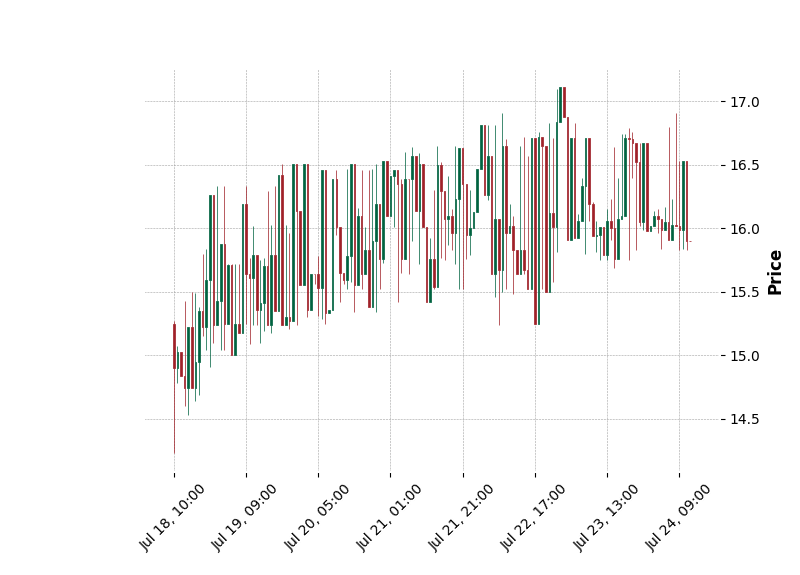 17.0
16.5
16.0
15.5
15.0
14.5
Price
Jul 18, 10:00
Jul 19, 09:00
Jul 20, 05:00
Jul 21, 01:00
Jul 21, 21:00
Jul 22, 17:00
Jul 23, 13:00
Jul 24, 09:00